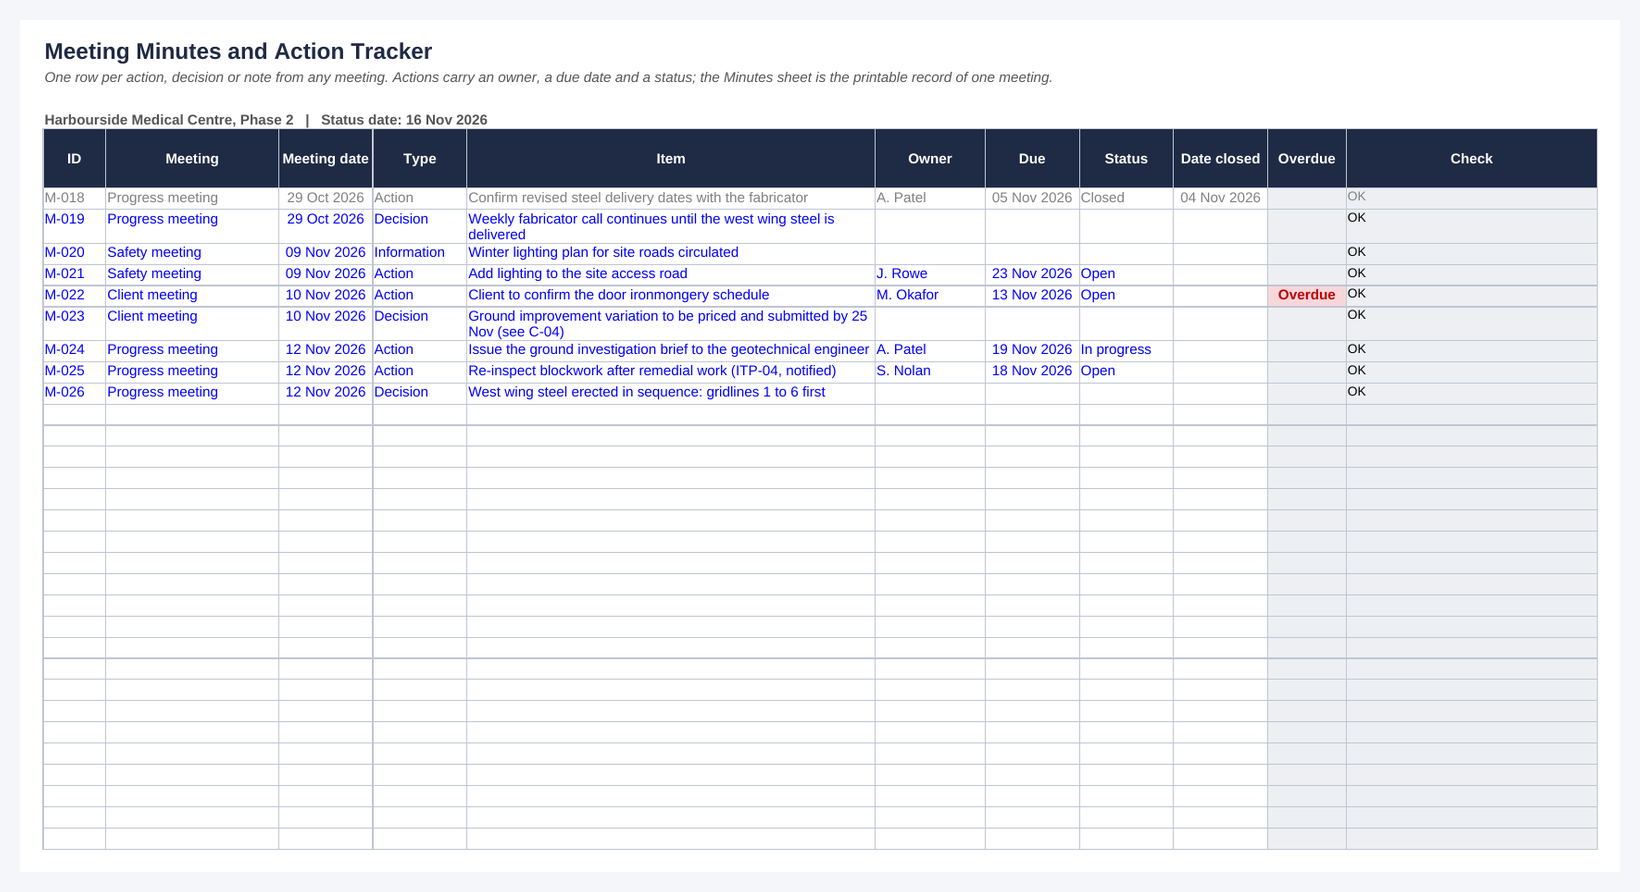 Meeting Minutes and Action Tracker
One row per action, decision or note from any meeting. Actions carry an owner, a due date and a status; the Minutes sheet is the printable record of one meeting.
Harbourside Medical Centre, Phase 2 | Status date: 16 Nov 2026
ID Meeting Meeting date Type Item Owner Due Status Date closed Overdue Check
M-018 Progress meeting 29 Oct 2026 Action Confirm revised steel delivery dates with the fabricator A. Patel 05 Nov 2026 Closed 04 Nov 2026 OK
M-019 Progress meeting 29 Oct 2026 Decision Weekly fabricator call continues until the west wing steel is OK
delivered
M-020 Safety meeting 09 Nov 2026 Information Winter lighting plan for site roads circulated OK
M-021 Safety meeting 09 Nov 2026 Action Add lighting to the site access road J. Rowe 23 Nov 2026 Open OK
M-022 Client meeting 10 Nov 2026 Action Client to confirm the door ironmongery schedule M. Okafor 13 Nov 2026 Open Overdue OK
M-023 Client meeting 10 Nov 2026 Decision Ground improvement variation to be priced and submitted by 25 OK
Nov (see C-04)
M-024 Progress meeting 12 Nov 2026 Action Issue the ground investigation brief to the geotechnical engineer A. Patel 19 Nov 2026 In progress OK
M-025 Progress meeting 12 Nov 2026 Action Re-inspect blockwork after remedial work (ITP-04, notified) S. Nolan 18 Nov 2026 Open OK
M-026 Progress meeting 12 Nov 2026 Decision West wing steel erected in sequence: gridlines 1 to 6 first OK